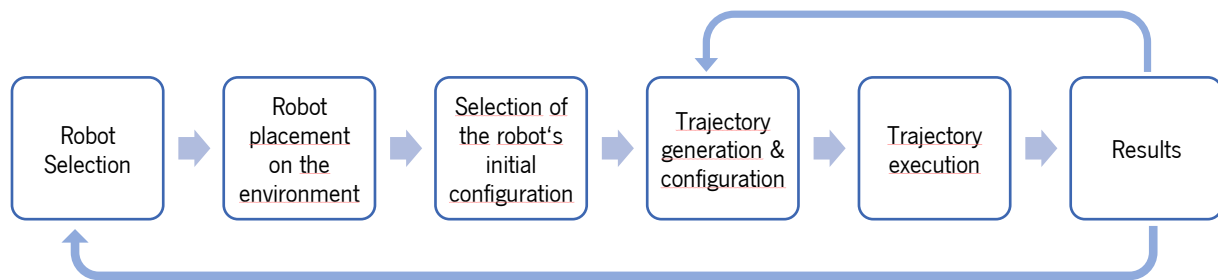 Robot
Selection
Robot
placement
on the
environment
Selection of
the robot‘s
initial
configuration
Trajectory
generation &
configuration
Trajectory
execution
Results